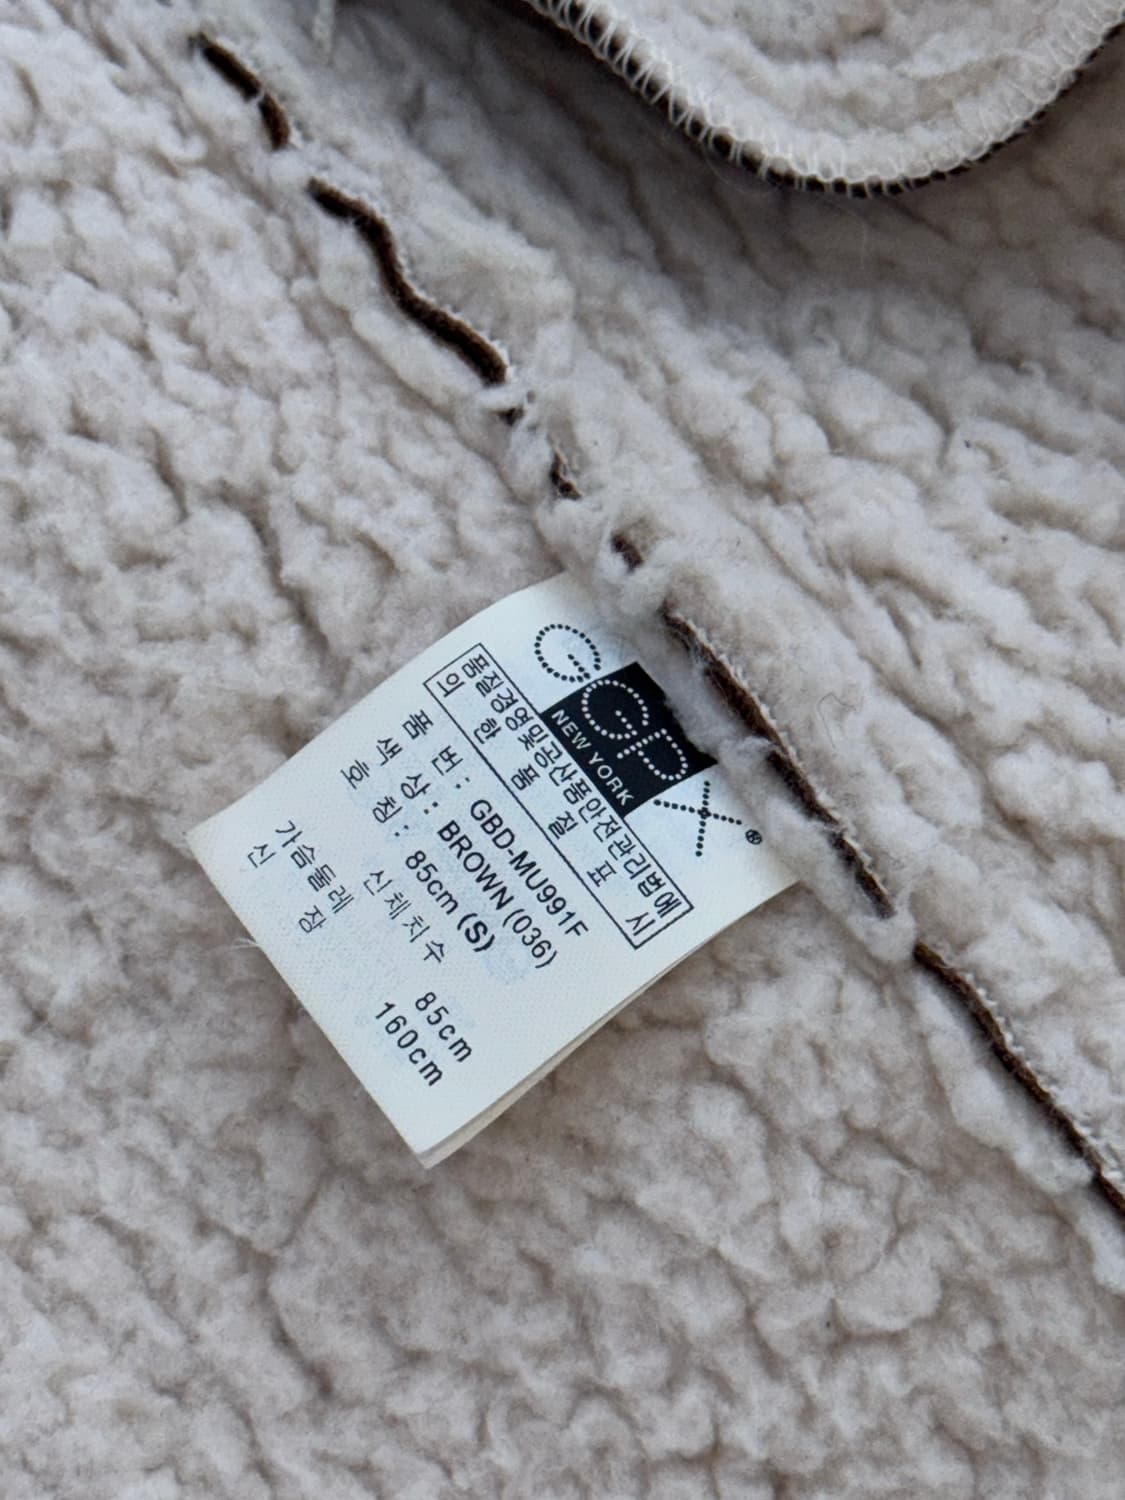 GGPX®
NEW YORK
품질경영및공산품안전관리법에
의한 품질표시
품 번 : GBD-MU991F
색 상 : BROWN (036)
호 칭 : 85cm (S)
신체치수
가슴둘레 85cm
신 장 160cm